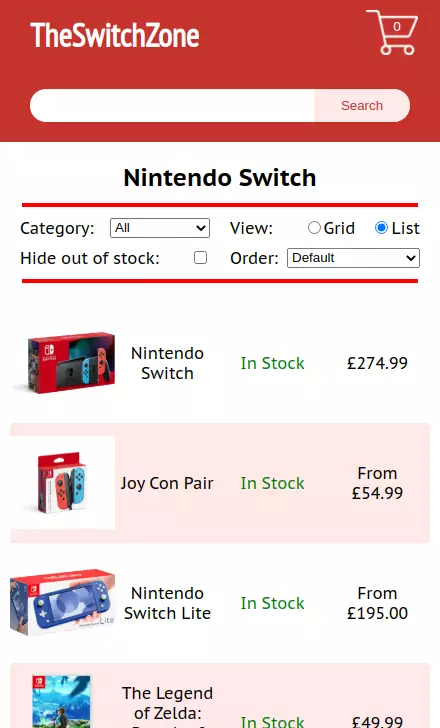 TheSwitchZone
0
Search
Nintendo Switch
Category: All View: Grid List
Hide out of stock: Order: Default
Nintendo Switch In Stock £274.99
Joy Con Pair In Stock From £54.99
Nintendo Switch Lite In Stock From £195.00
The Legend of Zelda: In Stock £49.99